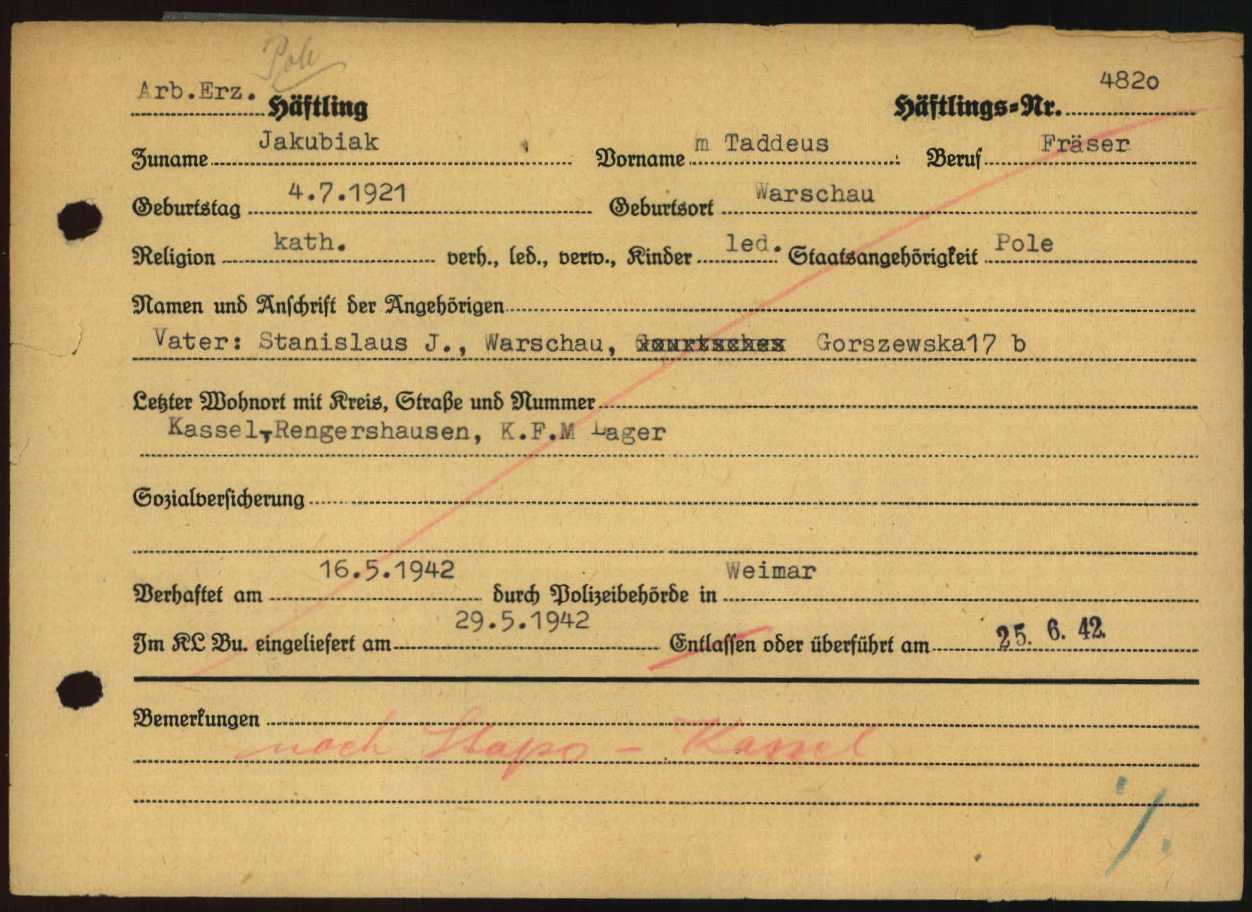 Pole
Arb.Erz. Häftling Häftlings=Nr. 482o
Zuname Jakubiak Vorname m Taddeus Beruf Fräser
Geburtstag 4.7.1921 Geburtsort Warschau
Religion kath. verh., led., verw., Kinder led. Staatsangehörigkeit Pole
Namen und Anschrift der Angehörigen
Vater: Stanislaus J., Warschau, Gorszewska17 b
Letzter Wohnort mit Kreis, Straße und Nummer
Kassel,Rengershausen, K.F.M Lager
Sozialversicherung
Verhaftet am 16.5.1942 durch Polizeibehörde in Weimar
Im KL Bu. eingeliefert am 29.5.1942 Entlassen oder überführt am 25. 6. 42.
Bemerkungen
nach Stapo - Kassel